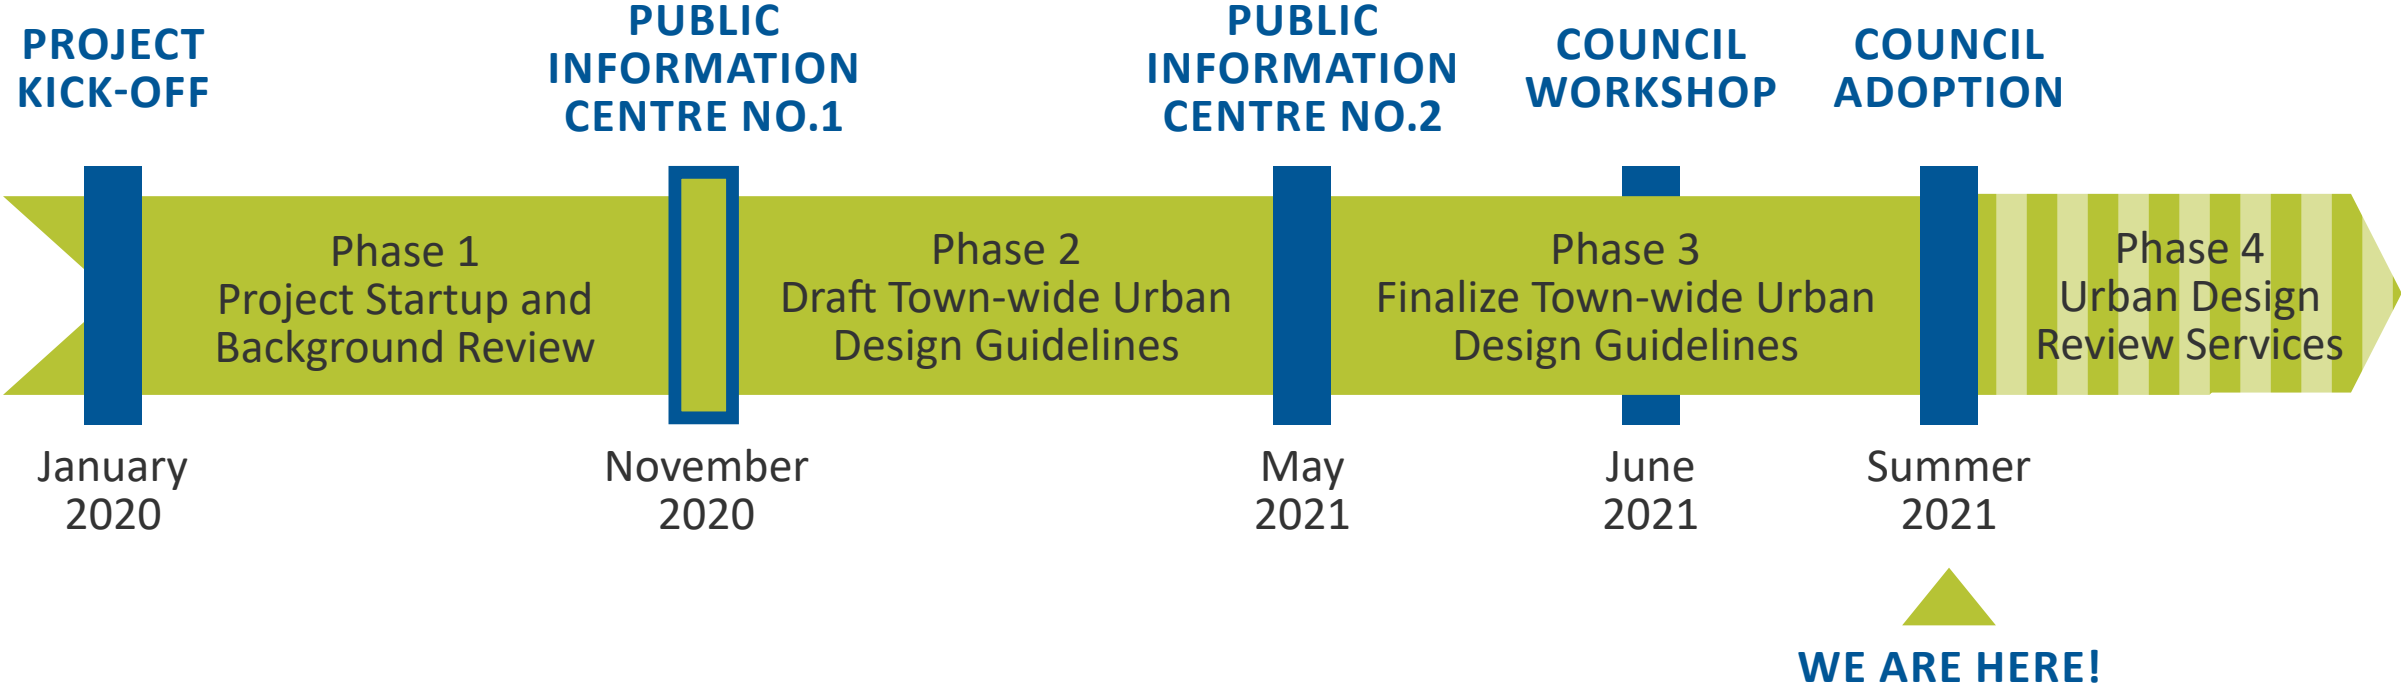 PROJECT
KICK-OFF
PUBLIC
INFORMATION
CENTRE NO.1
PUBLIC
INFORMATION
CENTRE NO.2
COUNCIL
WORKSHOP
COUNCIL
ADOPTION
Phase 1
Project Startup and
Background Review
Phase 2
Draft Town-wide Urban
Design Guidelines
Phase 3
Finalize Town-wide Urban
Design Guidelines
Phase 4
Urban Design
Review Services
January
2020
November
2020
May
2021
June
2021
Summer
2021
WE ARE HERE!